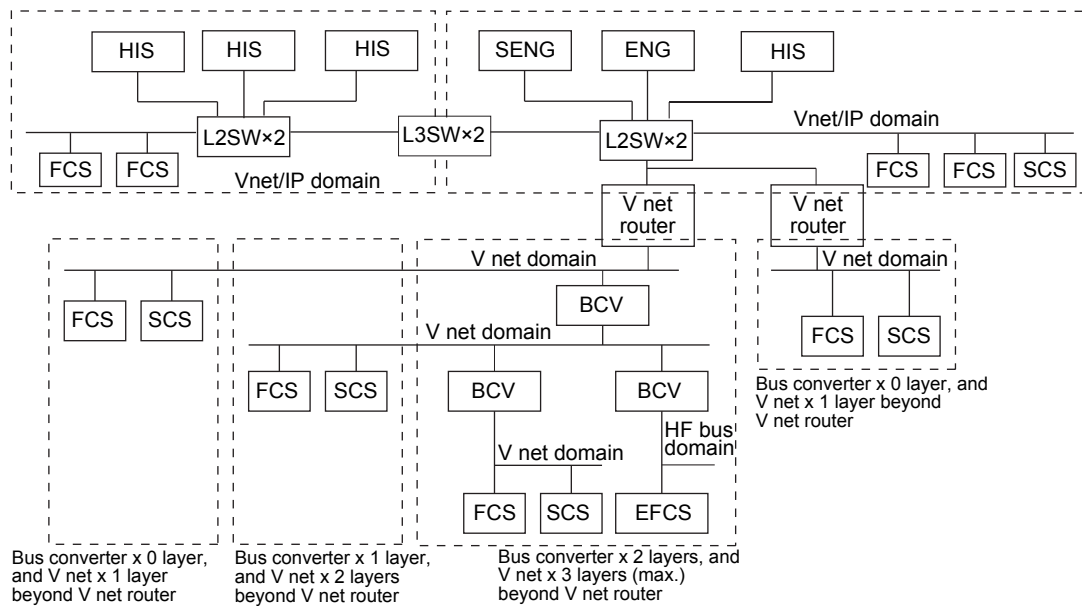 HIS
HIS
HIS
SENG
ENG
HIS
L2SW×2
L3SW×2
L2SW×2
Vnet/IP domain
FCS
FCS
Vnet/IP domain
FCS
FCS
SCS
V net
router
V net
router
V net domain
V net domain
FCS
SCS
BCV
FCS
SCS
V net domain
FCS
SCS
BCV
BCV
Bus converter x 0 layer, and
V net x 1 layer beyond
V net router
HF bus
domain
V net domain
FCS
SCS
EFCS
Bus converter x 0 layer,
and V net x 1 layer
beyond V net router
Bus converter x 1 layer,
and V net x 2 layers
beyond V net router
Bus converter x 2 layers, and
V net x 3 layers (max.)
beyond V net router